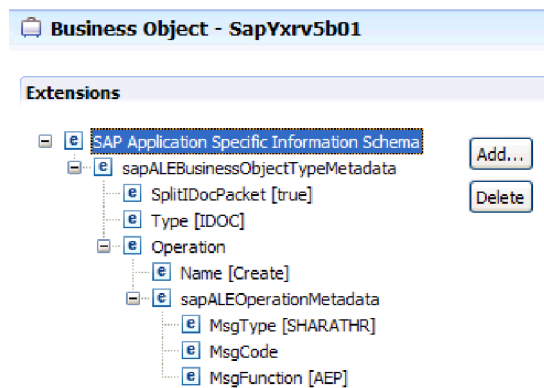 Business Object - SapYxrv5b01
Extensions
SAP Application Specific Information Schema
Add...
sapALEBusinessObjectTypeMetadata
SplitIDocPacket [true]
Delete
Type [IDOC]
Operation
Name [Create]
sapALEOperationMetadata
MsgType [SHARATHR]
MsgCode
MsgFunction [AEP]